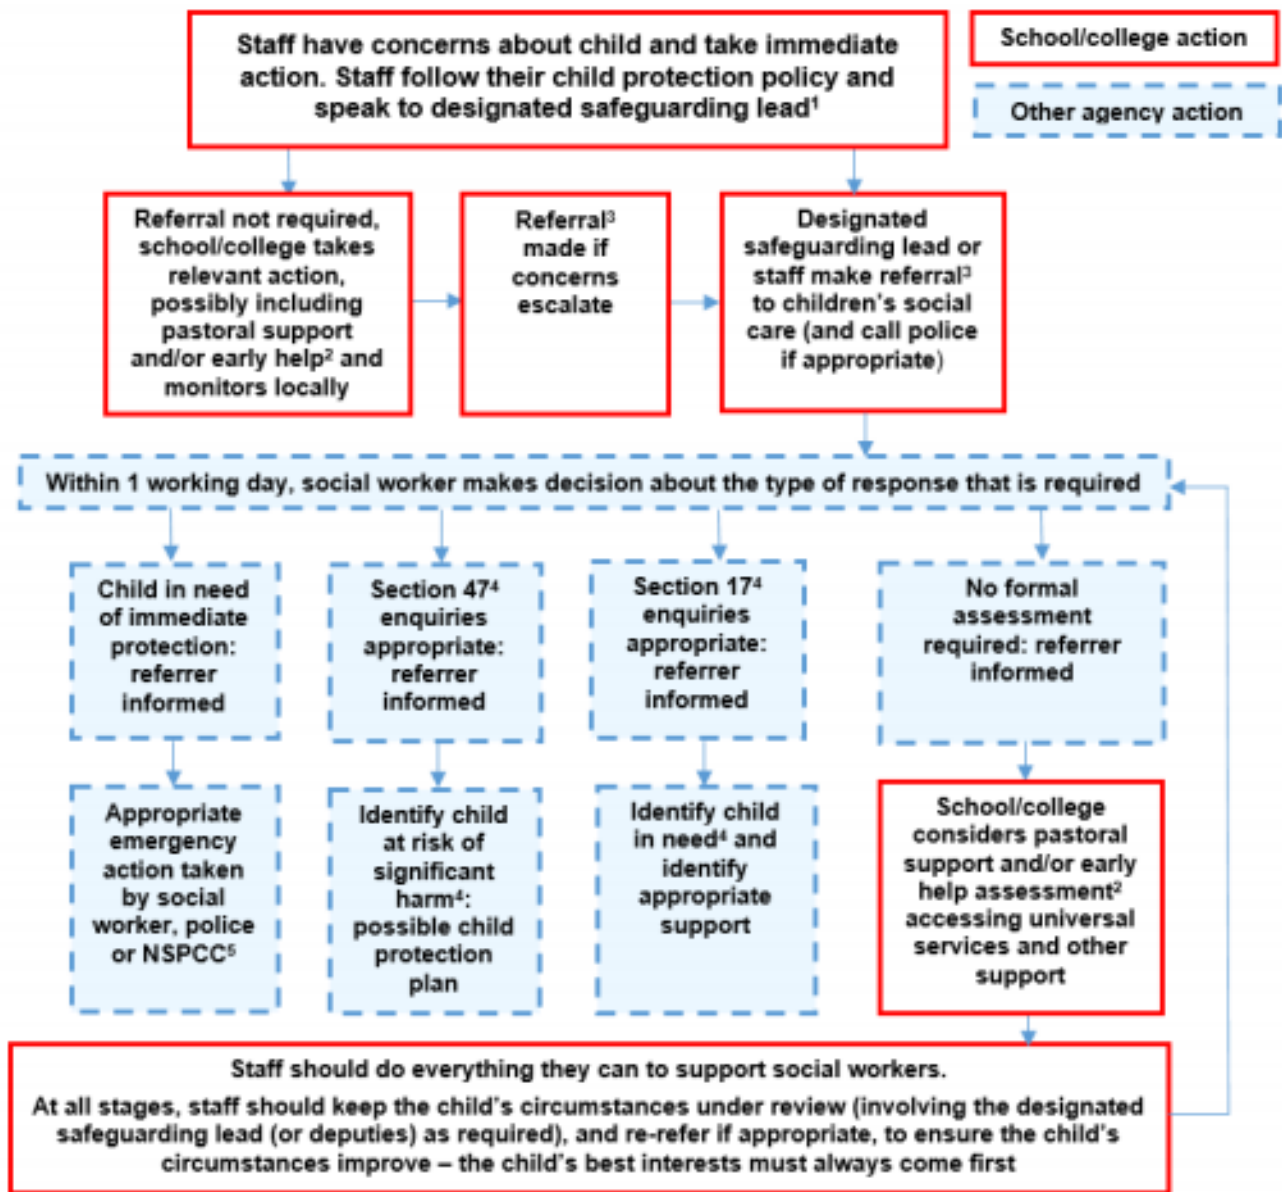 Staff have concerns about child and take immediate
action. Staff follow their child protection policy and
speak to designated safeguarding lead¹
School/college action
Other agency action
Referral not required,
school/college takes
relevant action,
possibly including
pastoral support
and/or early help² and
monitors locally
Referral³
made if
concerns
escalate
Designated
safeguarding lead or
staff make referral³
to children's social
care (and call police
if appropriate)
Within 1 working day, social worker makes decision about the type of response that is required
Child in need
of immediate
protection:
referrer
informed
Section 47⁴
enquiries
appropriate:
referrer
informed
Section 17⁴
enquiries
appropriate:
referrer
informed
No formal
assessment
required: referrer
informed
Appropriate
emergency
action taken
by social
worker, police
or NSPCC⁵
Identify child
at risk of
significant
harm⁴:
possible child
protection
plan
Identify child
in need⁴ and
identify
appropriate
support
School/college
considers pastoral
support and/or early
help assessment²
accessing universal
services and other
support
Staff should do everything they can to support social workers.
At all stages, staff should keep the child's circumstances under review (involving the designated
safeguarding lead (or deputies) as required), and re-refer if appropriate, to ensure the child's
circumstances improve – the child's best interests must always come first